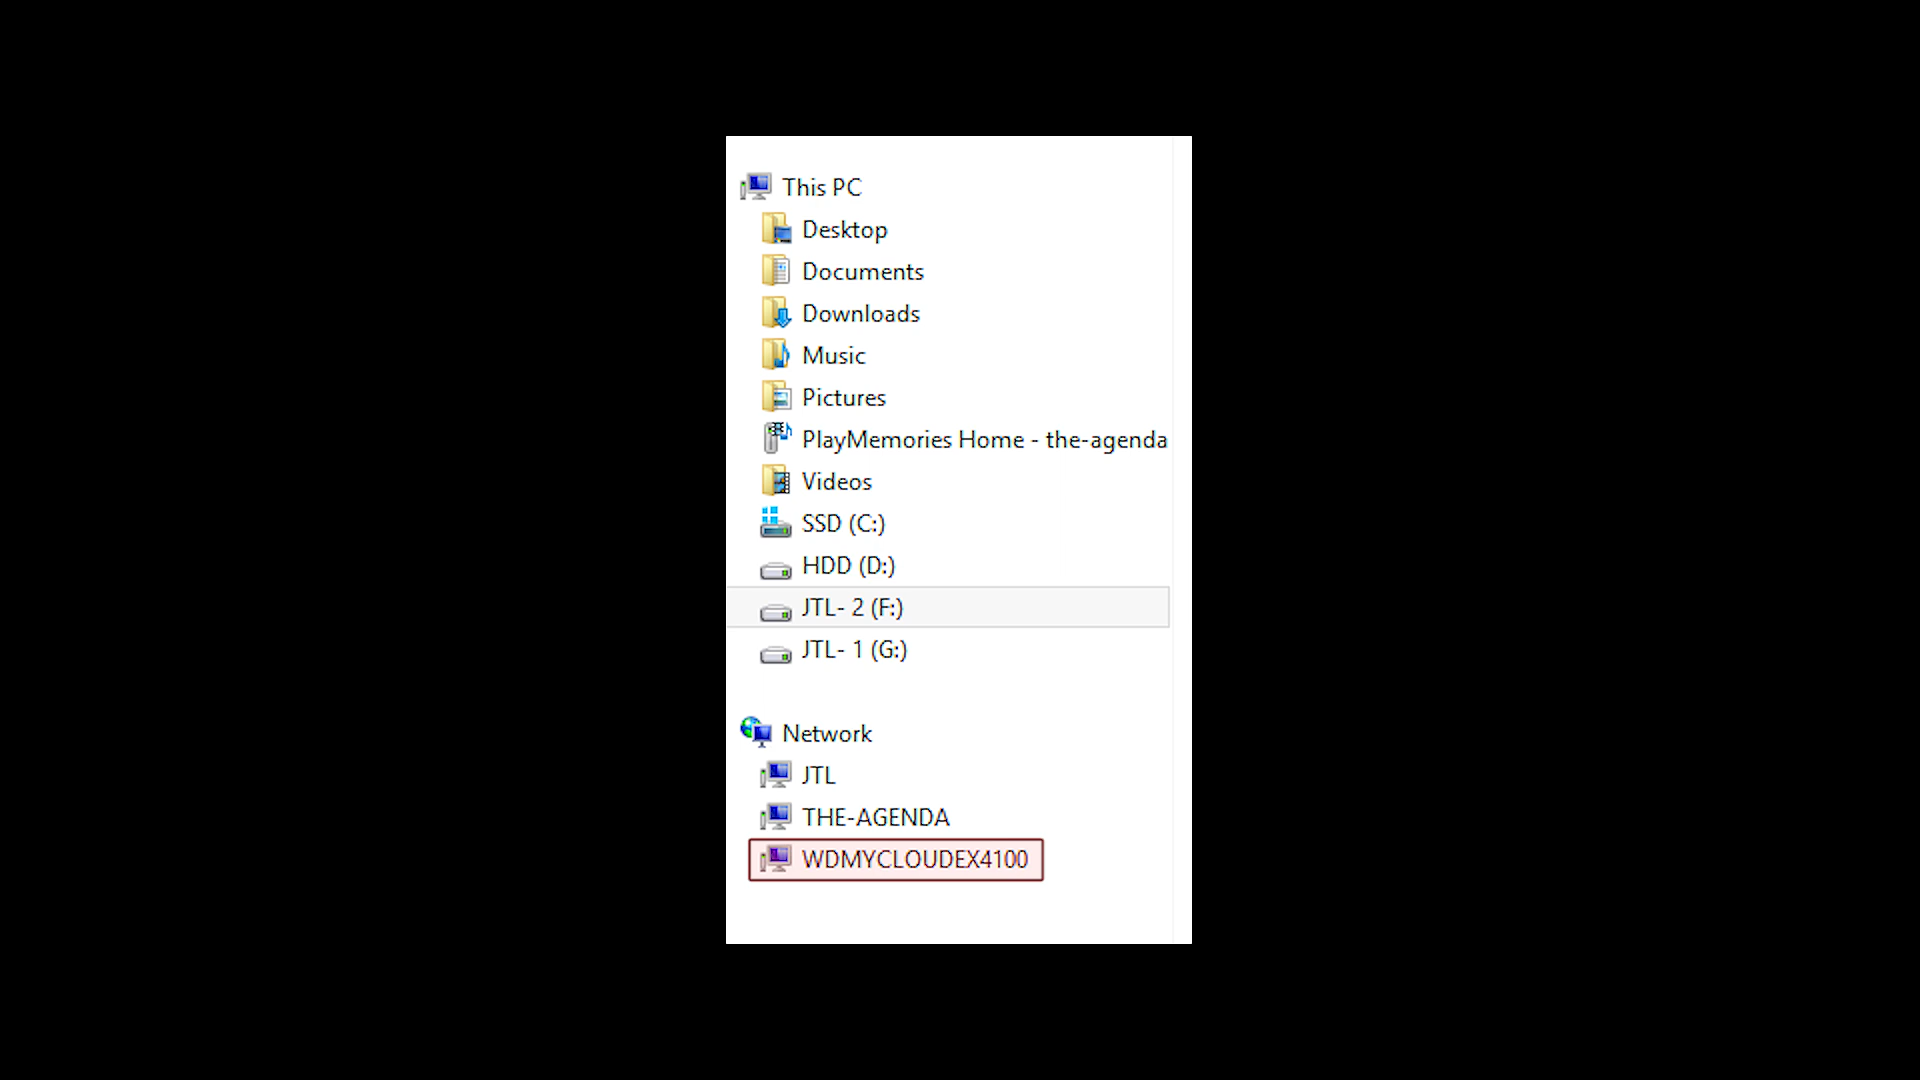 This PC
Desktop
Documents
Downloads
Music
Pictures
PlayMemories Home - the-agenda
Videos
SSD (C:)
HDD (D:)
JTL- 2 (F:)
JTL- 1 (G:)
Network
JTL
THE-AGENDA
WDMYCLOUDEX4100